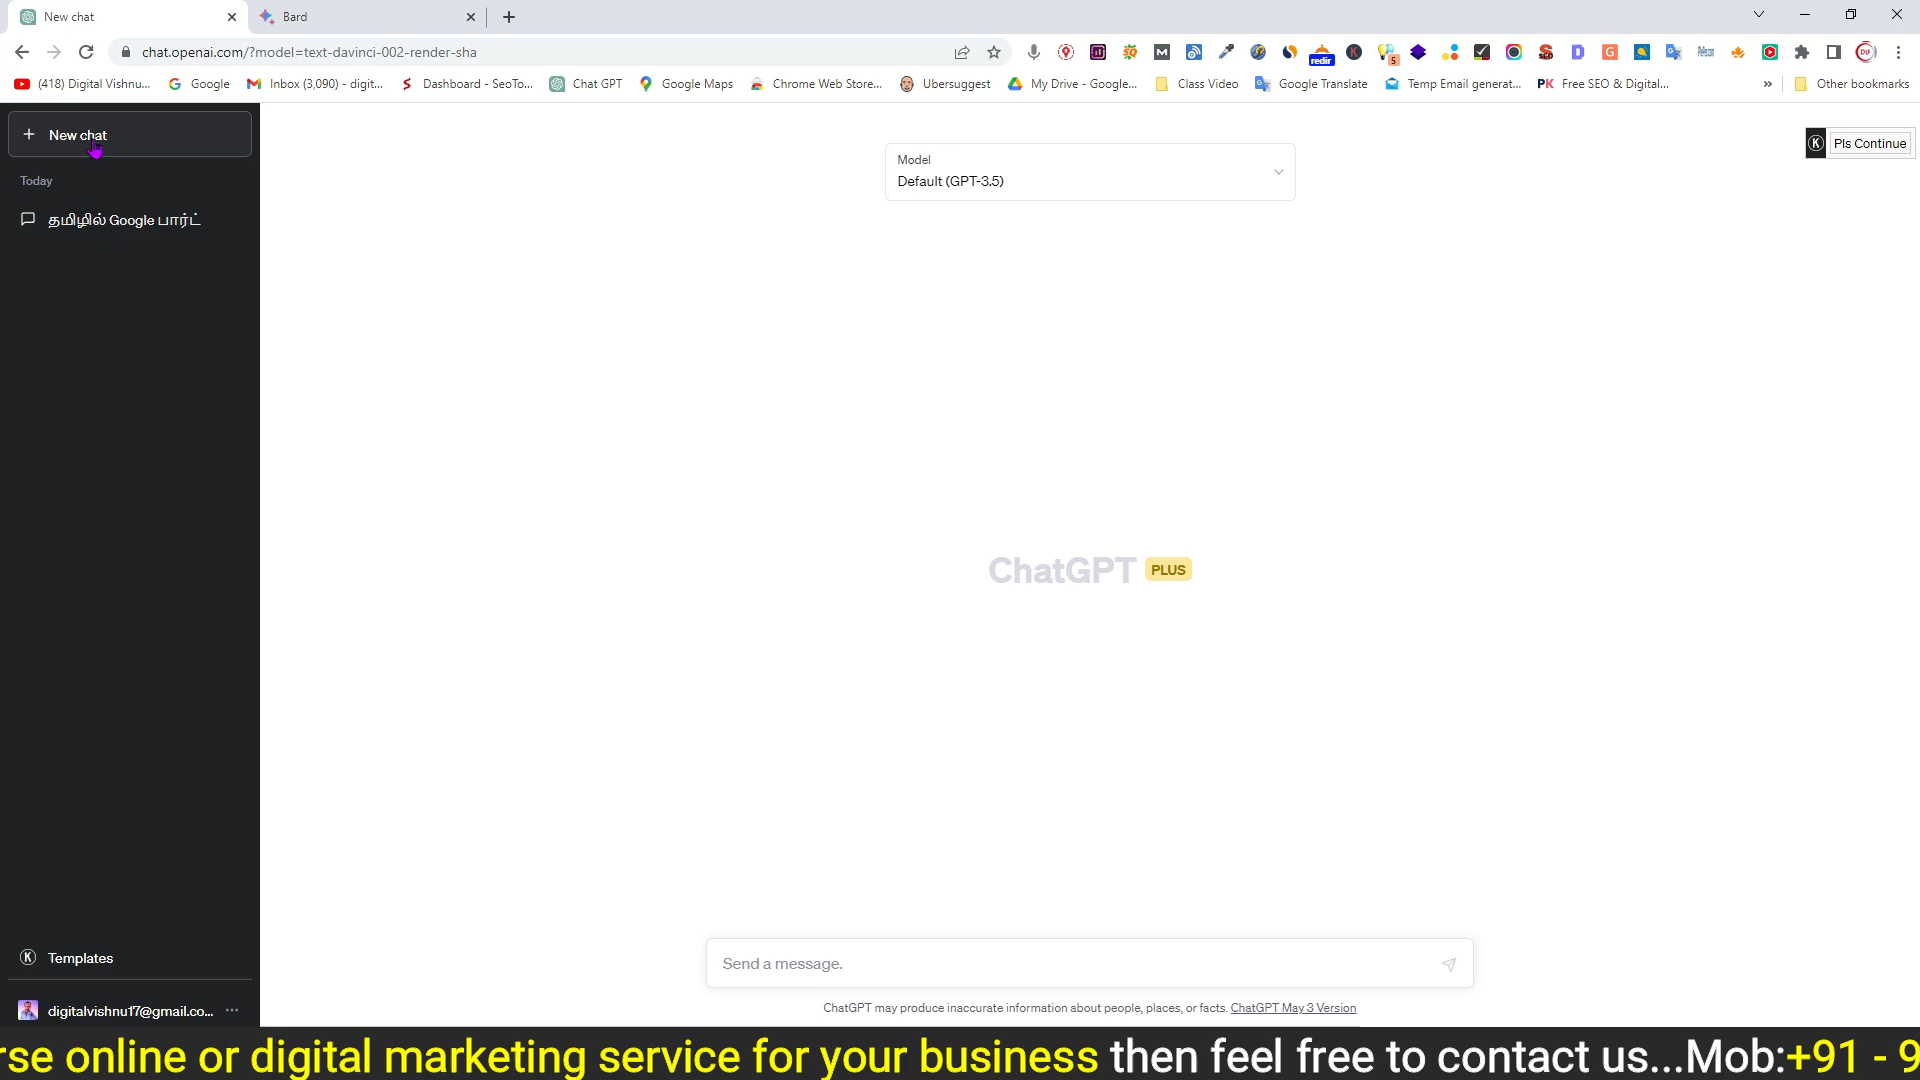 New chat
Bard
chat.openai.com/?model=text-davinci-002-render-sha
redir
5
(418) Digital Vishnu...
Google
Inbox (3,090) - digit...
Dashboard - SeoTo...
Chat GPT
Google Maps
Chrome Web Store...
Ubersuggest
My Drive - Google...
Class Video
Google Translate
Temp Email generat...
PK Free SEO & Digital...
»
Other bookmarks
+ New chat
Today
தமிழில் Google பார்ட்
Model
Default (GPT-3.5)
K Pls Continue
ChatGPT PLUS
Send a message.
ChatGPT may produce inaccurate information about people, places, or facts. ChatGPT May 3 Version
K Templates
digitalvishnu17@gmail.co... ...
rse online or digital marketing service for your business then feel free to contact us...Mob:+91 - 9